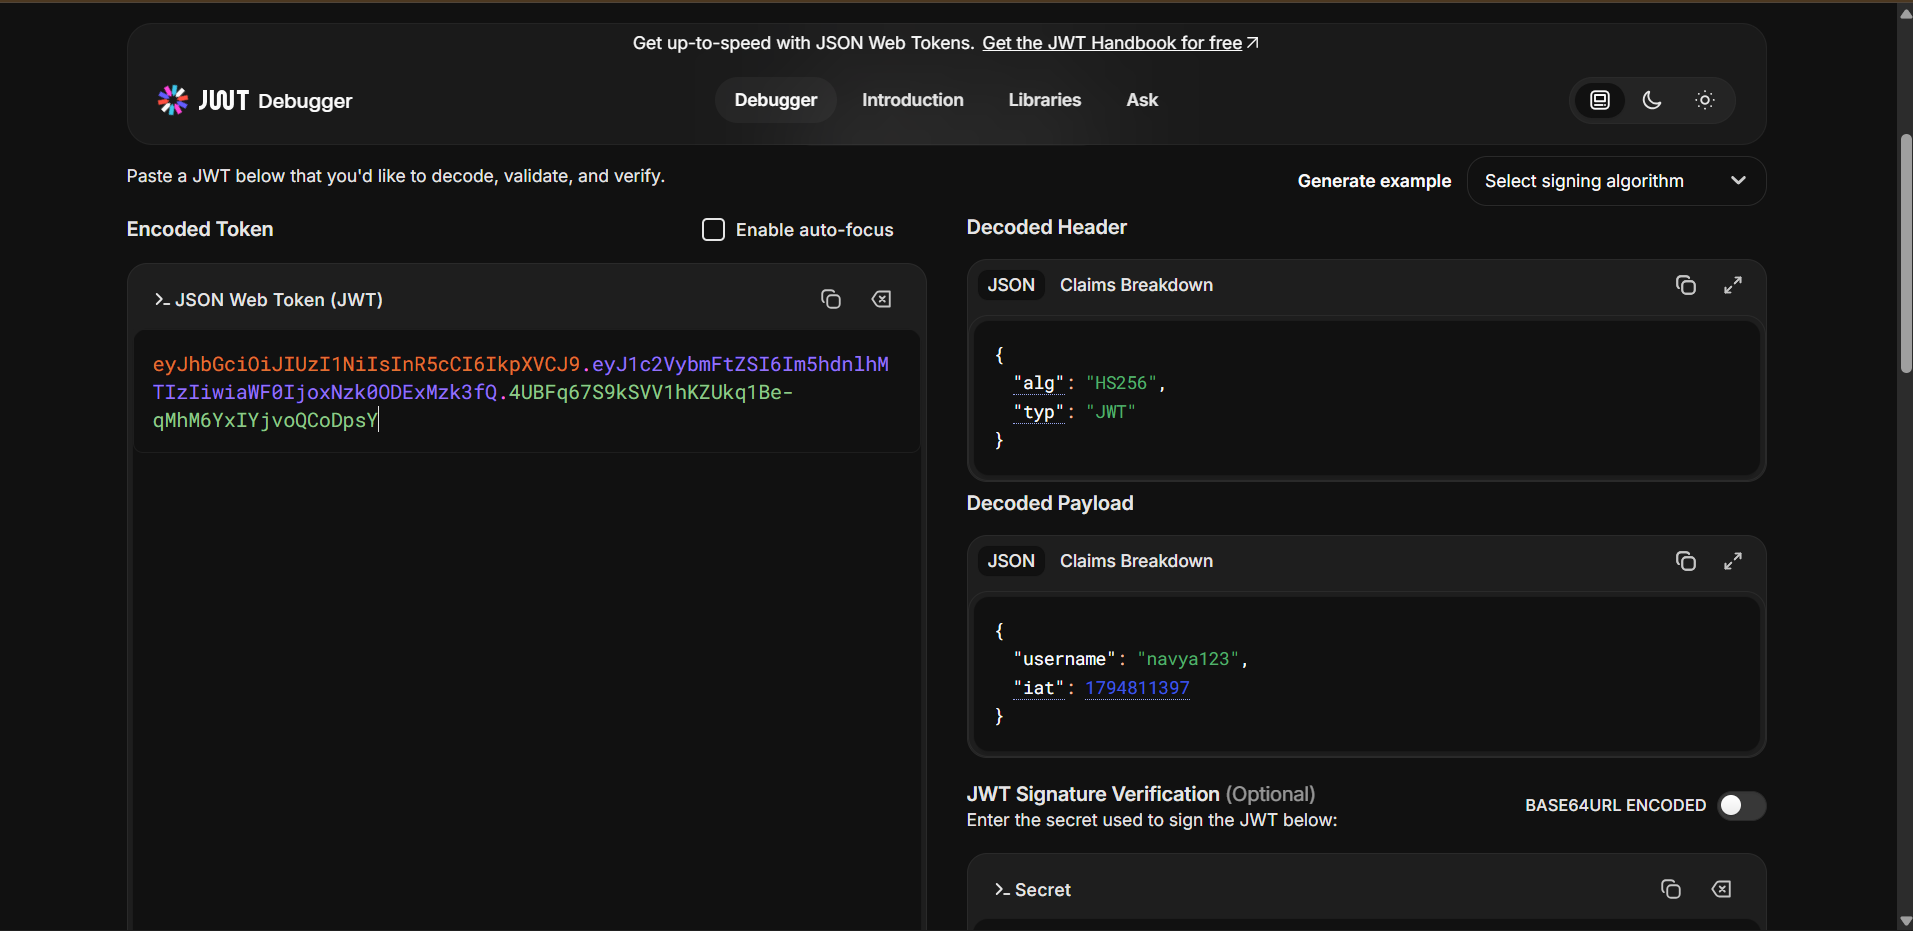 Get up-to-speed with JSON Web Tokens. Get the JWT Handbook for free
JWT Debugger
Debugger
Introduction
Libraries
Ask
Paste a JWT below that you'd like to decode, validate, and verify.
Generate example
Select signing algorithm
Encoded Token
Enable auto-focus
JSON Web Token (JWT)
eyJhbGciOiJIUzI1NiIsInR5cCI6IkpXVCJ9.eyJ1c2VybmFtZSI6Im5hdnlhM
TIzIiwiaWF0IjoxNzk0ODExMzk3fQ.4UBFq67S9kSVV1hKZUkq1Be-
qMhM6YxIYjvoQCoDpsY
Decoded Header
JSON
Claims Breakdown
{
"alg": "HS256",
"typ": "JWT"
}
Decoded Payload
JSON
Claims Breakdown
{
"username": "navya123",
"iat": 1794811397
}
JWT Signature Verification (Optional)
Enter the secret used to sign the JWT below:
BASE64URL ENCODED
Secret